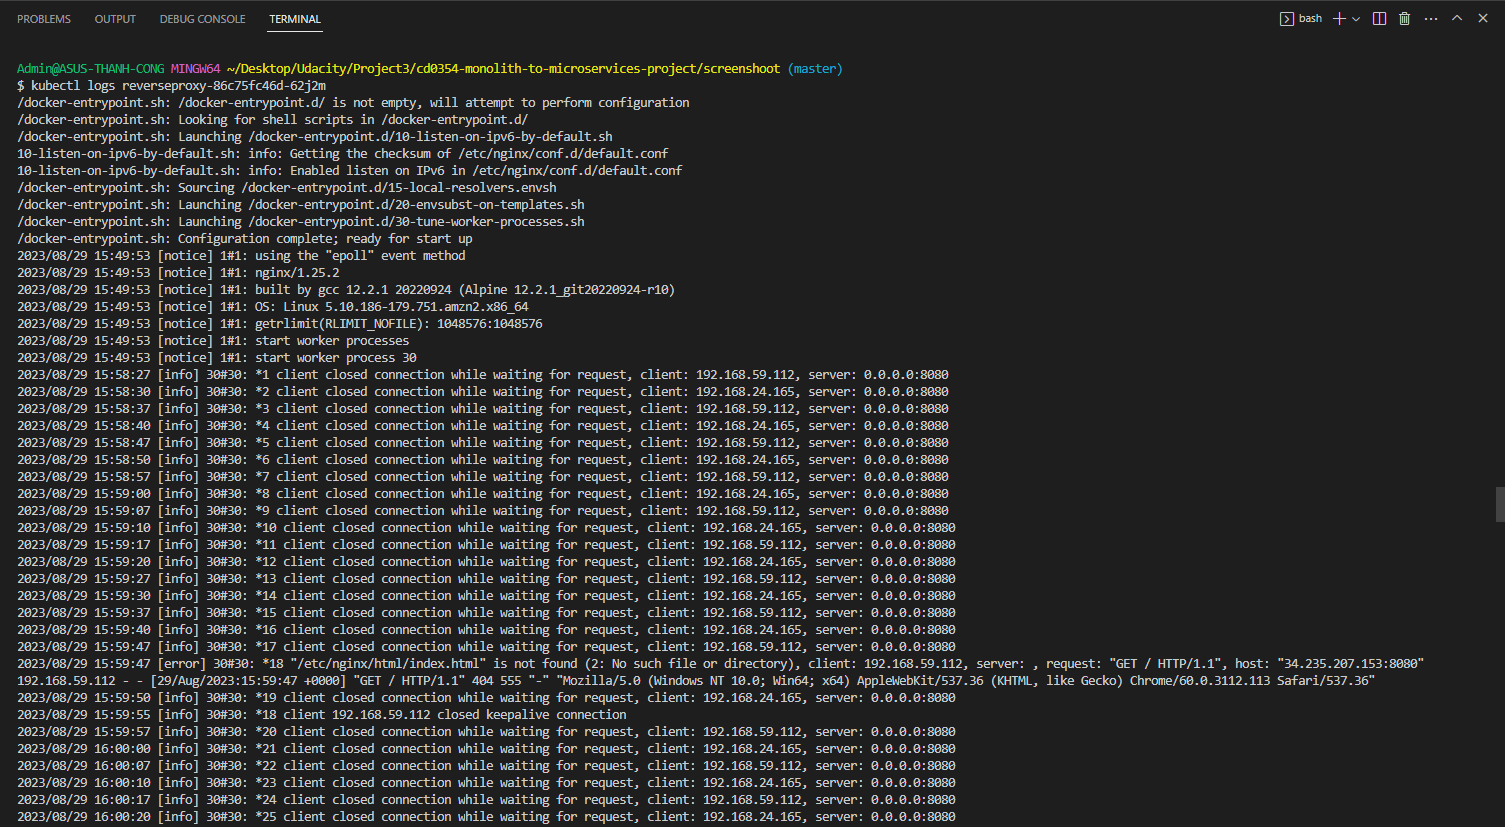 PROBLEMS OUTPUT DEBUG CONSOLE TERMINAL bash
Admin@ASUS-THANH-CONG MINGW64 ~/Desktop/Udacity/Project3/cd0354-monolith-to-microservices-project/screenshoot (master)
$ kubectl logs reverseproxy-86c75fc46d-62j2m
/docker-entrypoint.sh: /docker-entrypoint.d/ is not empty, will attempt to perform configuration
/docker-entrypoint.sh: Looking for shell scripts in /docker-entrypoint.d/
/docker-entrypoint.sh: Launching /docker-entrypoint.d/10-listen-on-ipv6-by-default.sh
10-listen-on-ipv6-by-default.sh: info: Getting the checksum of /etc/nginx/conf.d/default.conf
10-listen-on-ipv6-by-default.sh: info: Enabled listen on IPv6 in /etc/nginx/conf.d/default.conf
/docker-entrypoint.sh: Sourcing /docker-entrypoint.d/15-local-resolvers.envsh
/docker-entrypoint.sh: Launching /docker-entrypoint.d/20-envsubst-on-templates.sh
/docker-entrypoint.sh: Launching /docker-entrypoint.d/30-tune-worker-processes.sh
/docker-entrypoint.sh: Configuration complete; ready for start up
2023/08/29 15:49:53 [notice] 1#1: using the "epoll" event method
2023/08/29 15:49:53 [notice] 1#1: nginx/1.25.2
2023/08/29 15:49:53 [notice] 1#1: built by gcc 12.2.1 20220924 (Alpine 12.2.1_git20220924-r10)
2023/08/29 15:49:53 [notice] 1#1: OS: Linux 5.10.186-179.751.amzn2.x86_64
2023/08/29 15:49:53 [notice] 1#1: getrlimit(RLIMIT_NOFILE): 1048576:1048576
2023/08/29 15:49:53 [notice] 1#1: start worker processes
2023/08/29 15:49:53 [notice] 1#1: start worker process 30
2023/08/29 15:58:27 [info] 30#30: *1 client closed connection while waiting for request, client: 192.168.59.112, server: 0.0.0.0:8080
2023/08/29 15:58:30 [info] 30#30: *2 client closed connection while waiting for request, client: 192.168.24.165, server: 0.0.0.0:8080
2023/08/29 15:58:37 [info] 30#30: *3 client closed connection while waiting for request, client: 192.168.59.112, server: 0.0.0.0:8080
2023/08/29 15:58:40 [info] 30#30: *4 client closed connection while waiting for request, client: 192.168.24.165, server: 0.0.0.0:8080
2023/08/29 15:58:47 [info] 30#30: *5 client closed connection while waiting for request, client: 192.168.59.112, server: 0.0.0.0:8080
2023/08/29 15:58:50 [info] 30#30: *6 client closed connection while waiting for request, client: 192.168.24.165, server: 0.0.0.0:8080
2023/08/29 15:58:57 [info] 30#30: *7 client closed connection while waiting for request, client: 192.168.59.112, server: 0.0.0.0:8080
2023/08/29 15:59:00 [info] 30#30: *8 client closed connection while waiting for request, client: 192.168.24.165, server: 0.0.0.0:8080
2023/08/29 15:59:07 [info] 30#30: *9 client closed connection while waiting for request, client: 192.168.59.112, server: 0.0.0.0:8080
2023/08/29 15:59:10 [info] 30#30: *10 client closed connection while waiting for request, client: 192.168.24.165, server: 0.0.0.0:8080
2023/08/29 15:59:17 [info] 30#30: *11 client closed connection while waiting for request, client: 192.168.59.112, server: 0.0.0.0:8080
2023/08/29 15:59:20 [info] 30#30: *12 client closed connection while waiting for request, client: 192.168.24.165, server: 0.0.0.0:8080
2023/08/29 15:59:27 [info] 30#30: *13 client closed connection while waiting for request, client: 192.168.59.112, server: 0.0.0.0:8080
2023/08/29 15:59:30 [info] 30#30: *14 client closed connection while waiting for request, client: 192.168.24.165, server: 0.0.0.0:8080
2023/08/29 15:59:37 [info] 30#30: *15 client closed connection while waiting for request, client: 192.168.59.112, server: 0.0.0.0:8080
2023/08/29 15:59:40 [info] 30#30: *16 client closed connection while waiting for request, client: 192.168.24.165, server: 0.0.0.0:8080
2023/08/29 15:59:47 [info] 30#30: *17 client closed connection while waiting for request, client: 192.168.59.112, server: 0.0.0.0:8080
2023/08/29 15:59:47 [error] 30#30: *18 "/etc/nginx/html/index.html" is not found (2: No such file or directory), client: 192.168.59.112, server: , request: "GET / HTTP/1.1", host: "34.235.207.153:8080"
192.168.59.112 - - [29/Aug/2023:15:59:47 +0000] "GET / HTTP/1.1" 404 555 "-" "Mozilla/5.0 (Windows NT 10.0; Win64; x64) AppleWebKit/537.36 (KHTML, like Gecko) Chrome/60.0.3112.113 Safari/537.36"
2023/08/29 15:59:50 [info] 30#30: *19 client closed connection while waiting for request, client: 192.168.24.165, server: 0.0.0.0:8080
2023/08/29 15:59:55 [info] 30#30: *18 client 192.168.59.112 closed keepalive connection
2023/08/29 15:59:57 [info] 30#30: *20 client closed connection while waiting for request, client: 192.168.59.112, server: 0.0.0.0:8080
2023/08/29 16:00:00 [info] 30#30: *21 client closed connection while waiting for request, client: 192.168.24.165, server: 0.0.0.0:8080
2023/08/29 16:00:07 [info] 30#30: *22 client closed connection while waiting for request, client: 192.168.59.112, server: 0.0.0.0:8080
2023/08/29 16:00:10 [info] 30#30: *23 client closed connection while waiting for request, client: 192.168.24.165, server: 0.0.0.0:8080
2023/08/29 16:00:17 [info] 30#30: *24 client closed connection while waiting for request, client: 192.168.59.112, server: 0.0.0.0:8080
2023/08/29 16:00:20 [info] 30#30: *25 client closed connection while waiting for request, client: 192.168.24.165, server: 0.0.0.0:8080